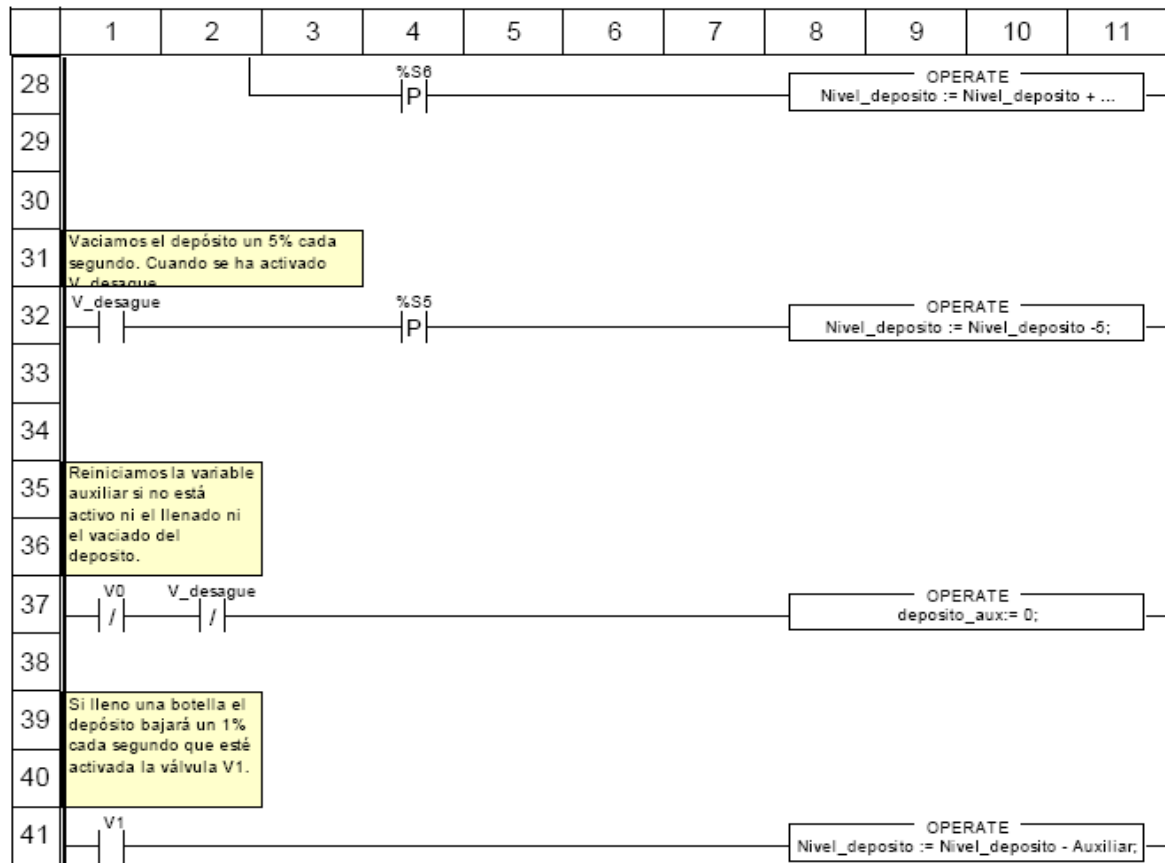 1 2 3 4 5 6 7 8 9 10 11
28
%S6
P
OPERATE
Nivel_deposito := Nivel_deposito + ...
29
30
31
Vaciamos el depósito un 5% cada
segundo. Cuando se ha activado
V_desague
32
V_desague
%S5
P
OPERATE
Nivel_deposito := Nivel_deposito -5;
33
34
35
Reiniciamos la variable
auxiliar si no está
activo ni el llenado ni
36
el vaciado del
deposito.
37
V0
V_desague
/
/
OPERATE
deposito_aux:= 0;
38
39
Si lleno una botella el
depósito bajará un 1%
cada segundo que esté
40
activada la válvula V1.
41
V1
OPERATE
Nivel_deposito := Nivel_deposito - Auxiliar;